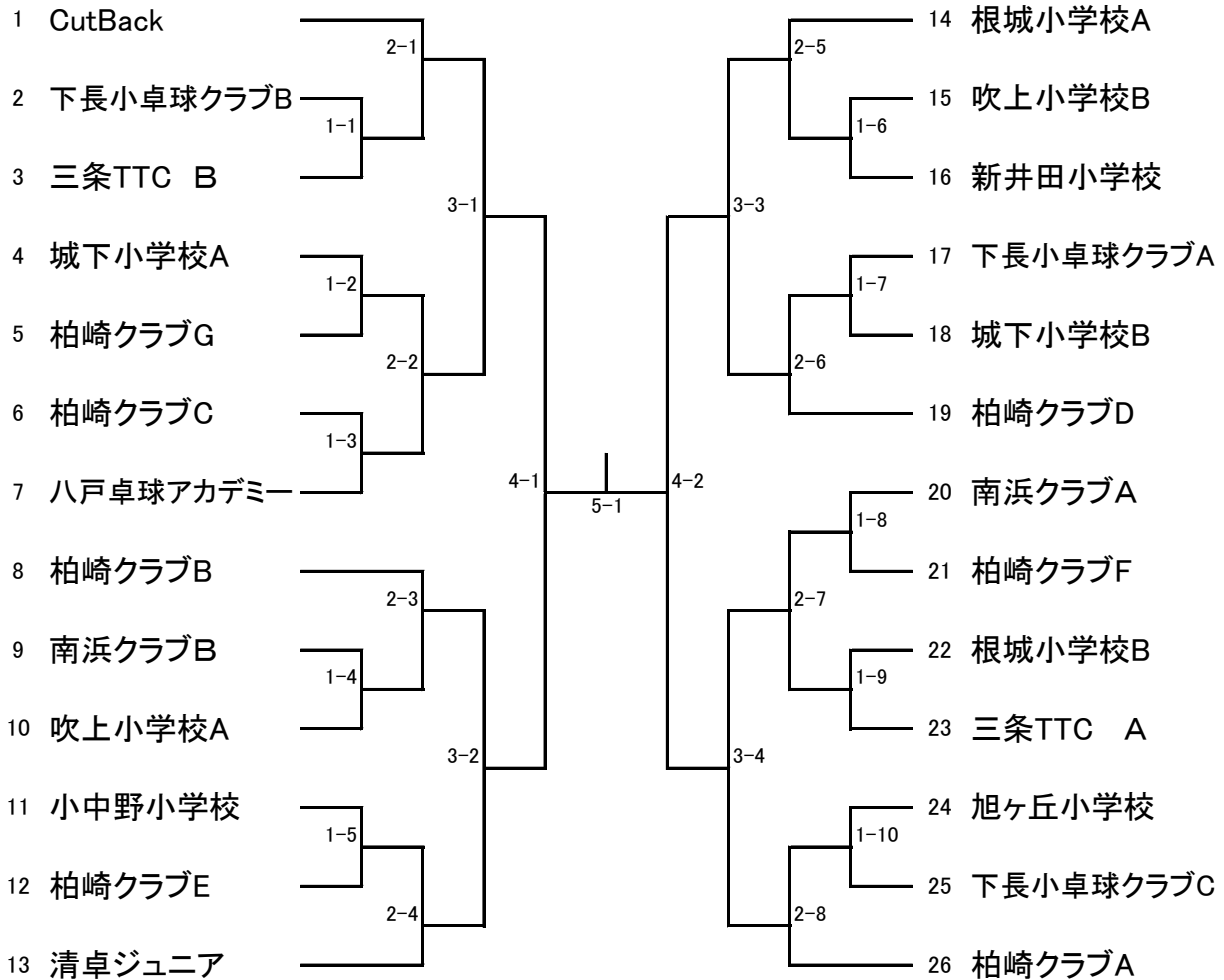 1 CutBack
2 下長小卓球クラブB
3 三条TTC B
4 城下小学校A
5 柏崎クラブG
6 柏崎クラブC
7 八戸卓球アカデミー
8 柏崎クラブB
9 南浜クラブB
10 吹上小学校A
11 小中野小学校
12 柏崎クラブE
13 清卓ジュニア
1-1
1-2
1-3
1-4
1-5
2-1
2-2
2-3
2-4
3-1
3-2
4-1
5-1
4-2
3-3
3-4
2-5
2-6
2-7
2-8
1-6
1-7
1-8
1-9
1-10
14 根城小学校A
15 吹上小学校B
16 新井田小学校
17 下長小卓球クラブA
18 城下小学校B
19 柏崎クラブD
20 南浜クラブA
21 柏崎クラブF
22 根城小学校B
23 三条TTC A
24 旭ヶ丘小学校
25 下長小卓球クラブC
26 柏崎クラブA